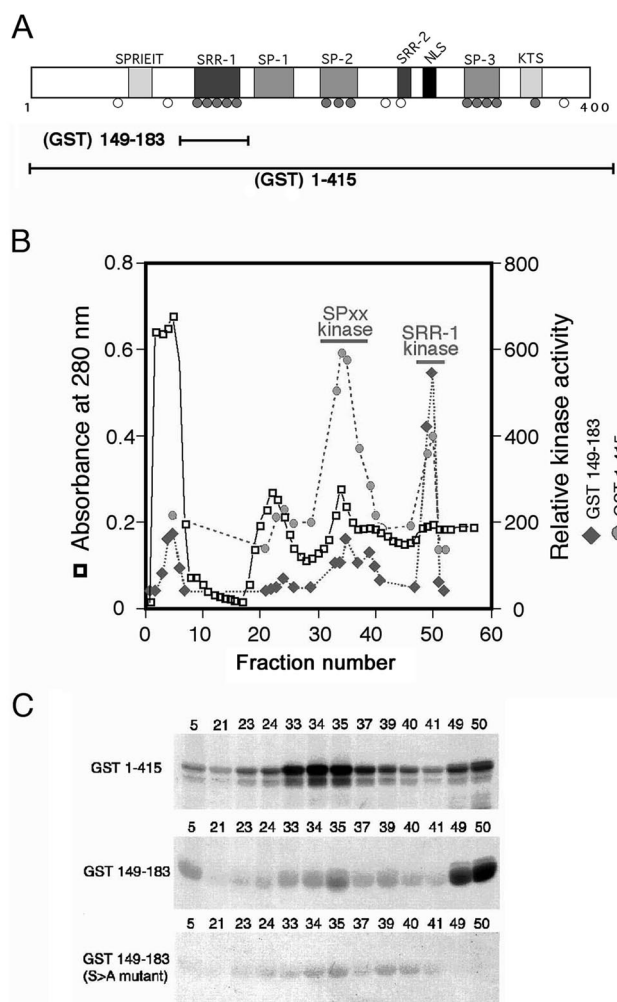 A
SPRIEIT SRR-1 SP-1 SP-2 SRR-2 NLS SP-3 KTS
1 400
(GST) 149-183
(GST) 1-415
B
0.8 800
0.6 600
0.4 400
0.2 200
0 0
SPxx
kinase
SRR-1
kinase
Absorbance at 280 nm
Relative kinase activity
GST 149-183
GST 1-415
0 10 20 30 40 50 60
Fraction number
C
5 21 23 24 33 34 35 37 39 40 41 49 50
GST 1-415
5 21 23 24 33 34 35 37 39 40 41 49 50
GST 149-183
5 21 23 24 33 34 35 37 39 40 41 49 50
GST 149-183
(S>A mutant)